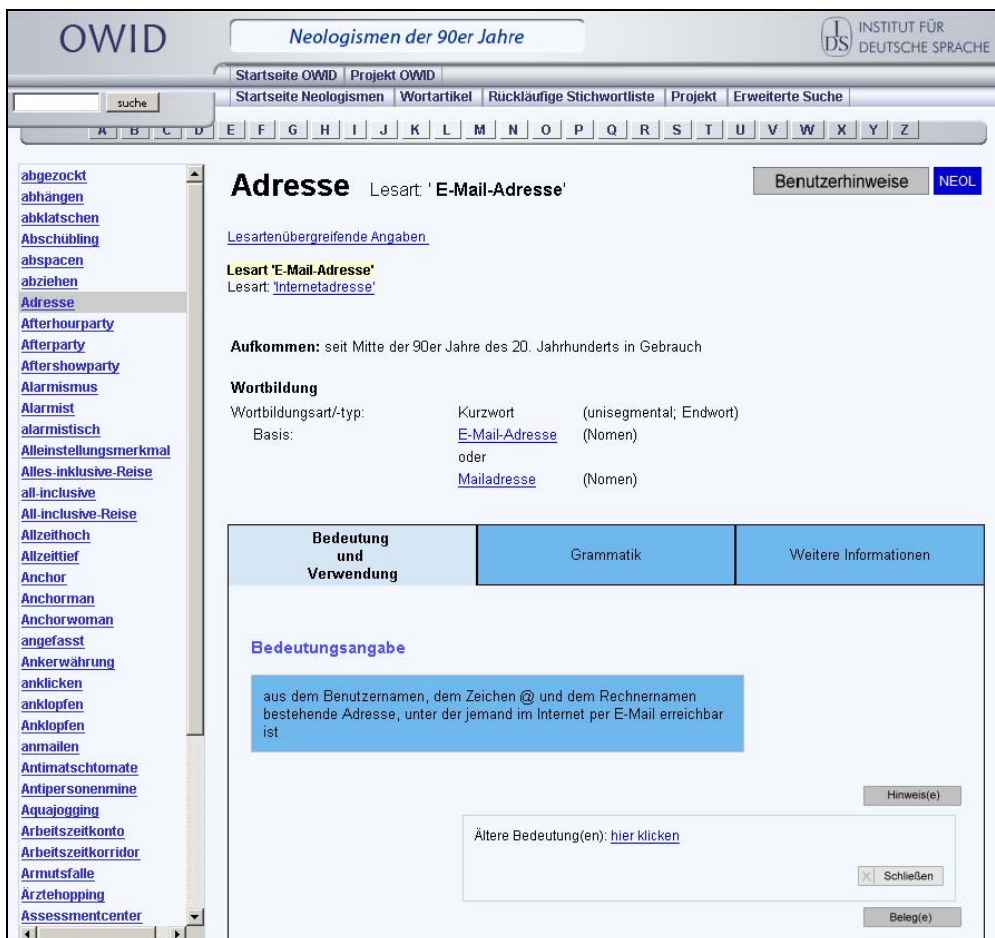 OWID
Neologismen der 90er Jahre
INSTITUT FÜR
DEUTSCHE SPRACHE
IDS
Startseite OWID | Projekt OWID
suche
Startseite Neologismen | Wortartikel | Rückläufige Stichwortliste | Projekt | Erweiterte Suche
A B C D E F G H I J K L M N O P Q R S T U V W X Y Z
abgezockt
abhängen
abklatschen
Abschübling
abspacen
abziehen
Adresse
Afterhourparty
Afterparty
Aftershowparty
Alarmismus
Alarmist
alarmistisch
Alleinstellungsmerkmal
Alles-inklusive-Reise
all-inclusive
All-inclusive-Reise
Allzeithoch
Allzeittief
Anchor
Anchorman
Anchorwoman
angefasst
Ankerwährung
anklicken
anklopfen
Anklopfen
anmailen
Antimatschtomate
Antipersonenmine
Aquajogging
Arbeitszeitkonto
Arbeitszeitkorridor
Armutsfalle
Ärztehopping
Assessmentcenter
Adresse Lesart: 'E-Mail-Adresse'
Benutzerhinweise
NEOL
Lesartenübergreifende Angaben
Lesart 'E-Mail-Adresse'
Lesart: 'Internetadresse'
Aufkommen: seit Mitte der 90er Jahre des 20. Jahrhunderts in Gebrauch
Wortbildung
Wortbildungsart/-typ: Kurzwort (unisegmental; Endwort)
Basis: E-Mail-Adresse (Nomen)
oder
Mailadresse (Nomen)
Bedeutung
und
Verwendung
Grammatik
Weitere Informationen
Bedeutungsangabe
aus dem Benutzernamen, dem Zeichen @ und dem Rechnernamen
bestehende Adresse, unter der jemand im Internet per E-Mail erreichbar
ist
Hinweis(e)
Ältere Bedeutung(en): hier klicken
X Schließen
Beleg(e)